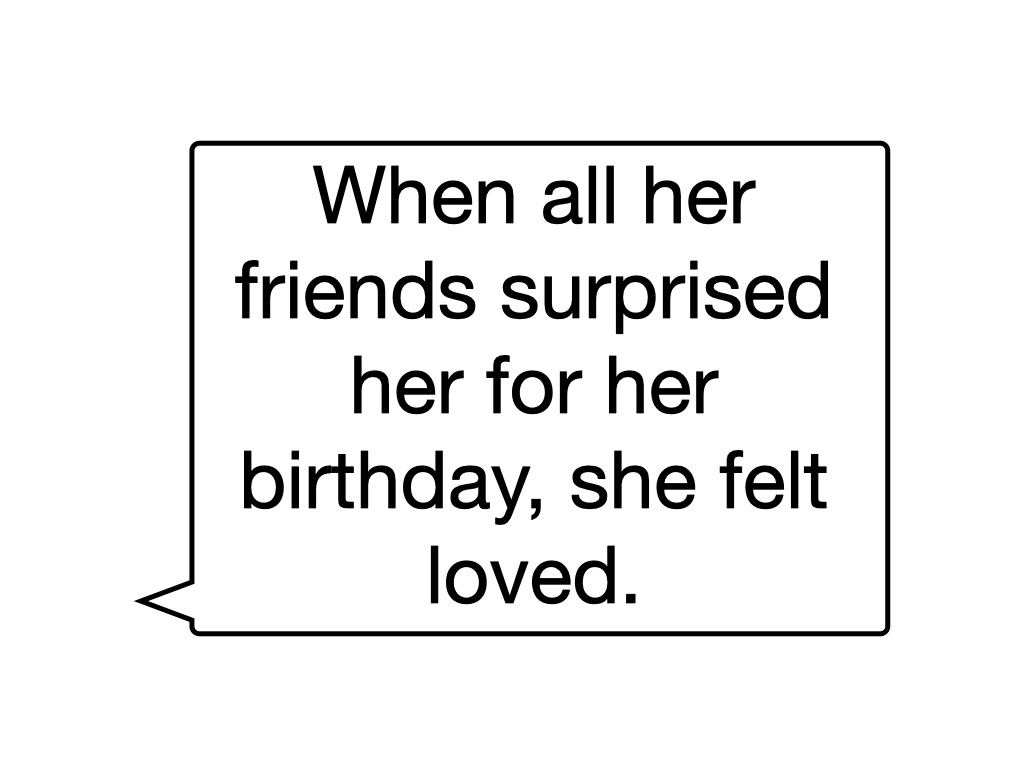 When all her
friends surprised
her for her
birthday, she felt
loved.